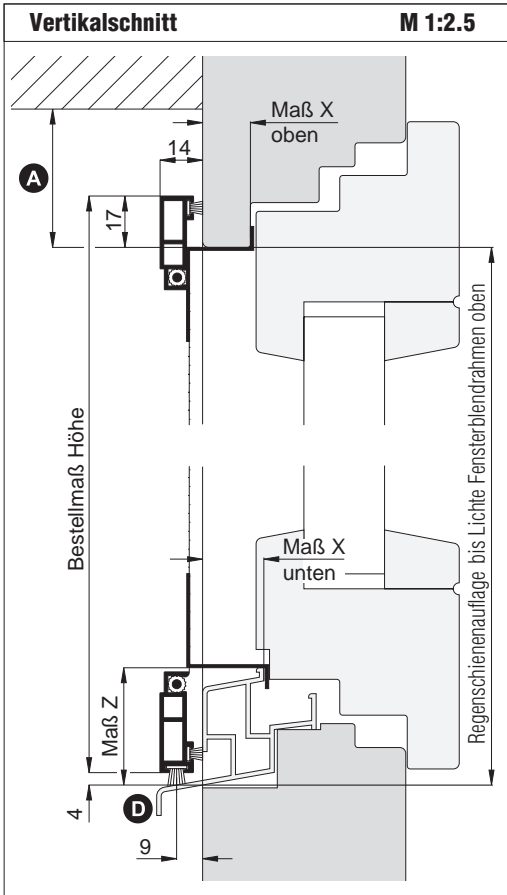 Vertikalschnitt M 1:2.5
Maß X
oben
14
A
17
Bestellmaß Höhe
Regenschienenauflage bis Lichte Fensterblendrahmen oben
Maß X
unten
Maß Z
4
D
9